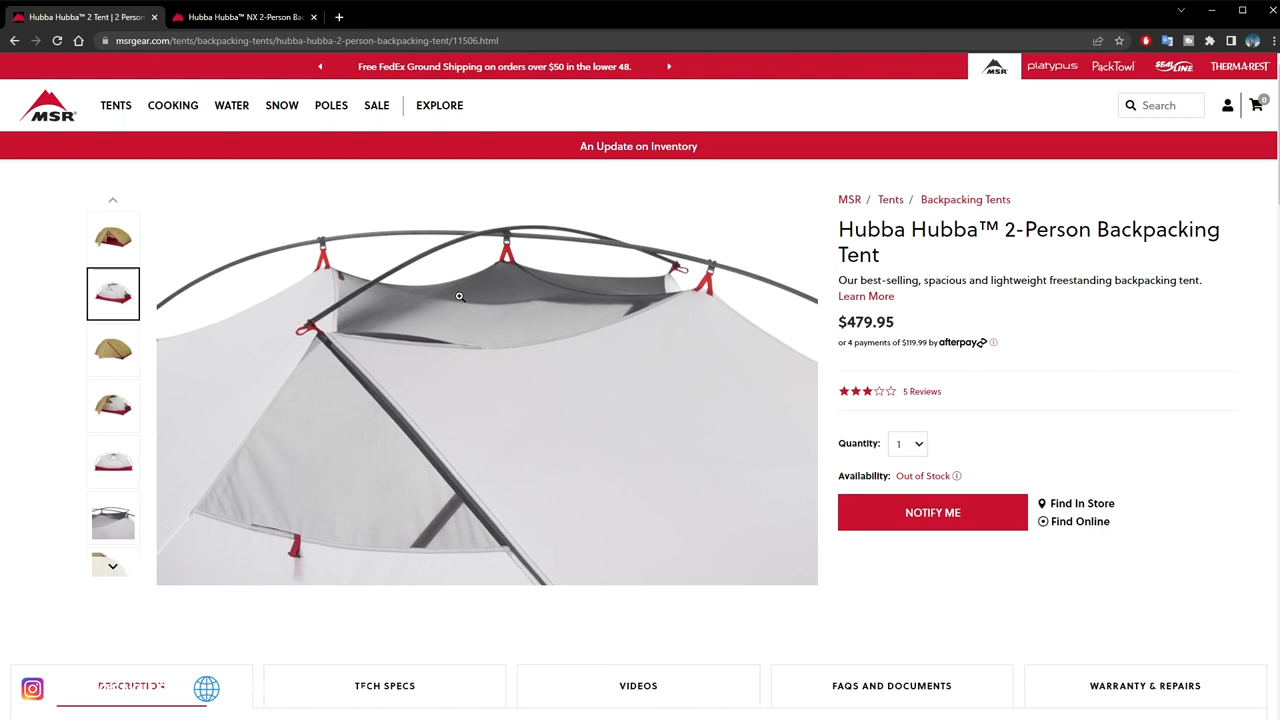 Hubba Hubba™ 2 Tent | 2 Person
Hubba Hubba™ NX 2-Person Bac
msrgear.com/tents/backpacking-tents/hubba-hubba-2-person-backpacking-tent/11506.html
Free FedEx Ground Shipping on orders over $50 in the lower 48.
MSR
platypus
PACKTOWL
SEALLINE
THERMAREST
MSR
TENTS
COOKING
WATER
SNOW
POLES
SALE
EXPLORE
Search
0
An Update on Inventory
MSR / Tents / Backpacking Tents
Hubba Hubba™ 2-Person Backpacking
Tent
Our best-selling, spacious and lightweight freestanding backpacking tent.
Learn More
$479.95
or 4 payments of $119.99 by afterpay
5 Reviews
Quantity: 1
Availability: Out of Stock
NOTIFY ME
Find In Store
Find Online
DESCRIPTION
TECH SPECS
VIDEOS
FAQS AND DOCUMENTS
WARRANTY & REPAIRS